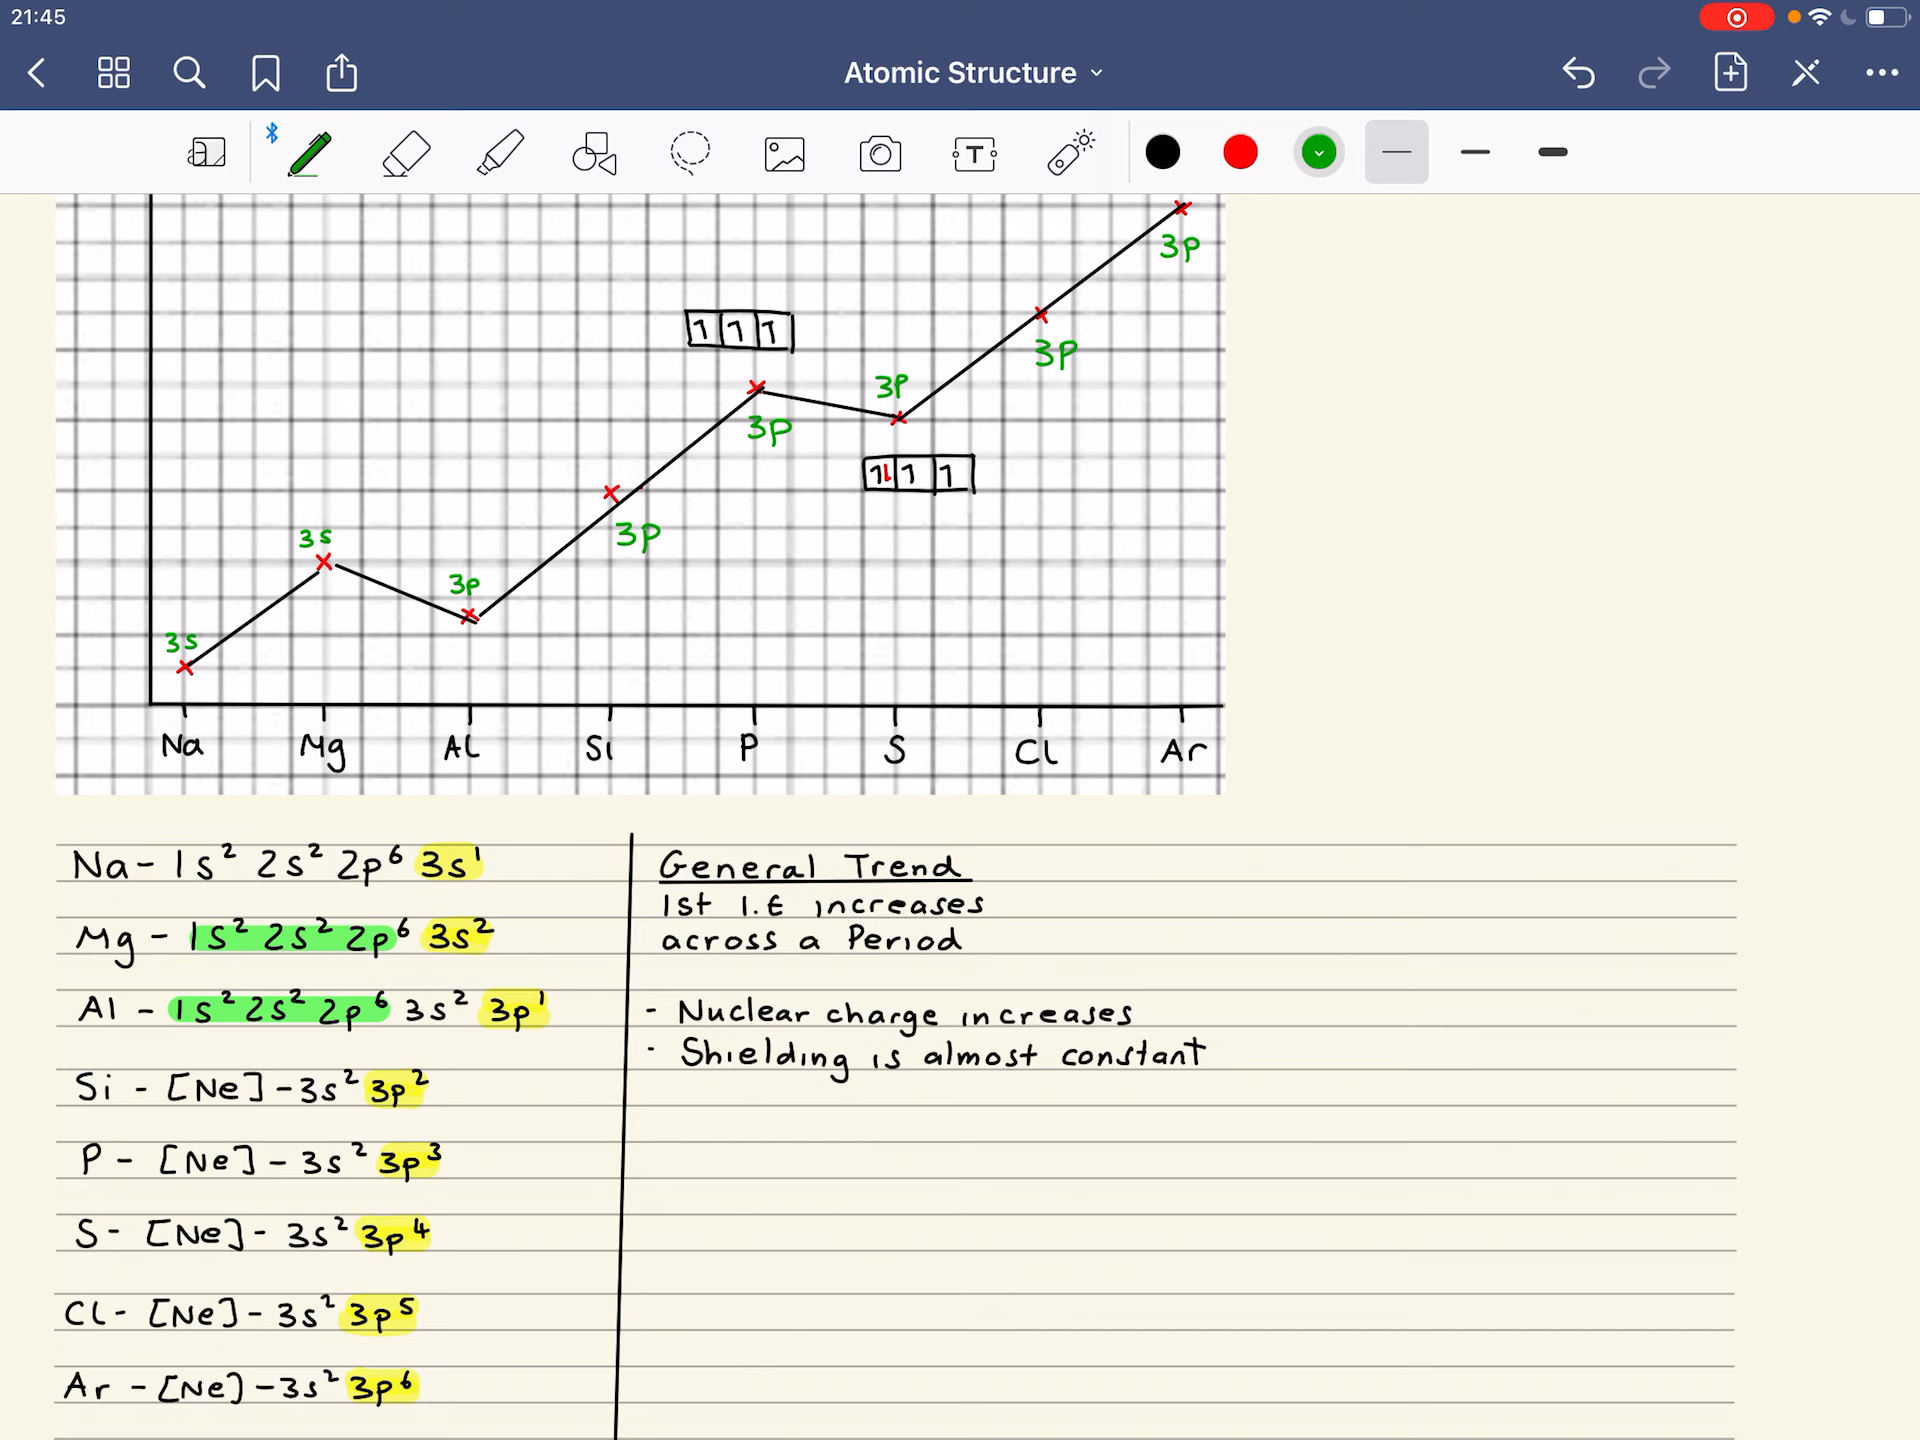 21:45
Atomic Structure
3p
3p
3p
3p
3p
3s
3p
3s
Na Mg AL Si P S Cl Ar
Na - 1s² 2s² 2p⁶ 3s¹
Mg - 1s² 2s² 2p⁶ 3s²
Al - 1s² 2s² 2p⁶ 3s² 3p¹
Si - [Ne] - 3s² 3p²
P - [Ne] - 3s² 3p³
S - [Ne] - 3s² 3p⁴
CL - [Ne] - 3s² 3p⁵
Ar - [Ne] - 3s² 3p⁶
General Trend
1st I.E increases
across a Period
- Nuclear charge increases
- Shielding is almost constant